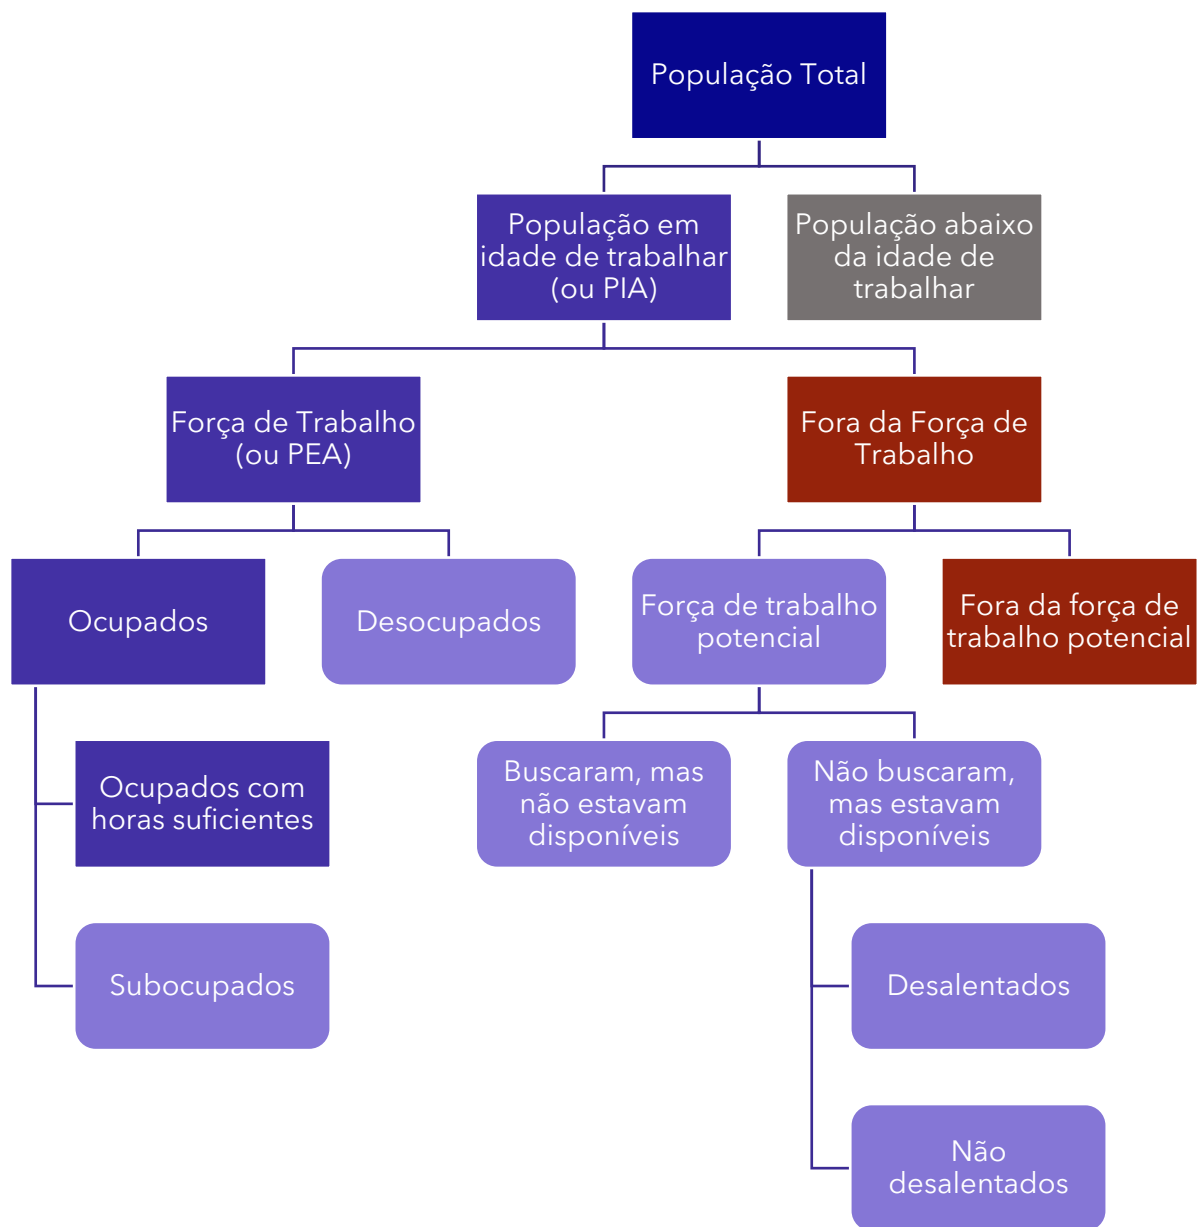 População Total
População em
idade de trabalhar
(ou PIA)
População abaixo
da idade de
trabalhar
Força de Trabalho
(ou PEA)
Fora da Força de
Trabalho
Ocupados
Desocupados
Força de trabalho
potencial
Fora da força de
trabalho potencial
Ocupados com
horas suficientes
Subocupados
Buscaram, mas
não estavam
disponíveis
Não buscaram,
mas estavam
disponíveis
Desalentados
Não
desalentados